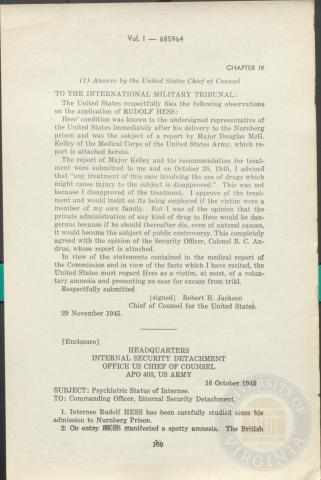 Vol. I — 685964
CHAPTER IV
(1) Answer by the United States Chief of Counsel
TO THE INTERNATIONAL MILITARY TRIBUNAL:
The United States respectfully files the following observations
on the application of RUDOLF HESS:
Hess' condition was known to the undersigned representative of
the United States immediately after his delivery to the Nurnberg
prison and was the subject of a report by Major Douglas McG.
Kelley of the Medical Corps of the United States Army, which re-
port is attached hereto.
The report of Major Kelley and his recommendation for treat-
ment were submitted to me and on October 20, 1945, I advised
that "any treatment of this case involving the use of drugs which
might cause injury to the subject is disapproved." This was not
because I disapproved of the treatment. I approve of the treat-
ment and would insist on its being employed if the victim were a
member of my own family. But I was of the opinion that the
private administration of any kind of drug to Hess would be dan-
gerous because if he should thereafter die, even of natural causes,
it would become the subject of public controversy. This completely
agreed with the opinion of the Security Officer, Colonel B. C. An-
drus, whose report is attached.
In view of the statements contained in the medical report of
the Commission and in view of the facts which I have recited, the
United States must regard Hess as a victim, at most, of a volun-
tary amnesia and presenting no case for excuse from trial.
Respectfully submitted
[signed] Robert H. Jackson
Chief of Counsel for the United States.
29 November 1945.
[Enclosure]
HEADQUARTERS
INTERNAL SECURITY DETACHMENT
OFFICE US CHIEF OF COUNSEL
APO 403, US ARMY
16 October 1945
SUBJECT: Psychiatric Status of Internee.
TO: Commanding Officer, Internal Security Detachment.
1. Internee Rudolf HESS has been carefully studied since his
admission to Nurnberg Prison.
2. On entry HESS manifested a spotty amnesia. The British
169
VIRGINIA